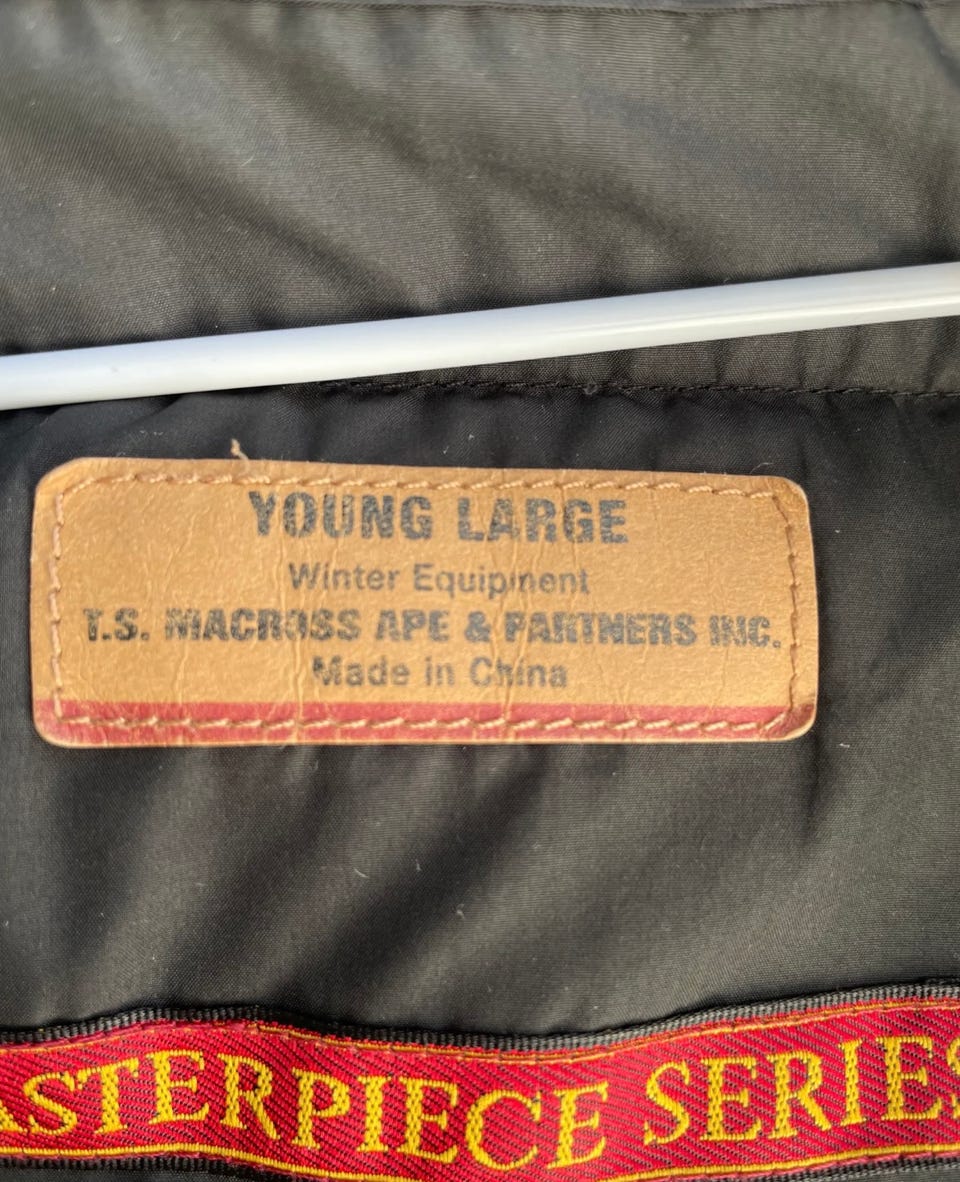 YOUNG LARGE
Winter Equipment
T.S. MACROSS APE & PARTNERS INC.
Made in China
ASTERPIECE SERIES